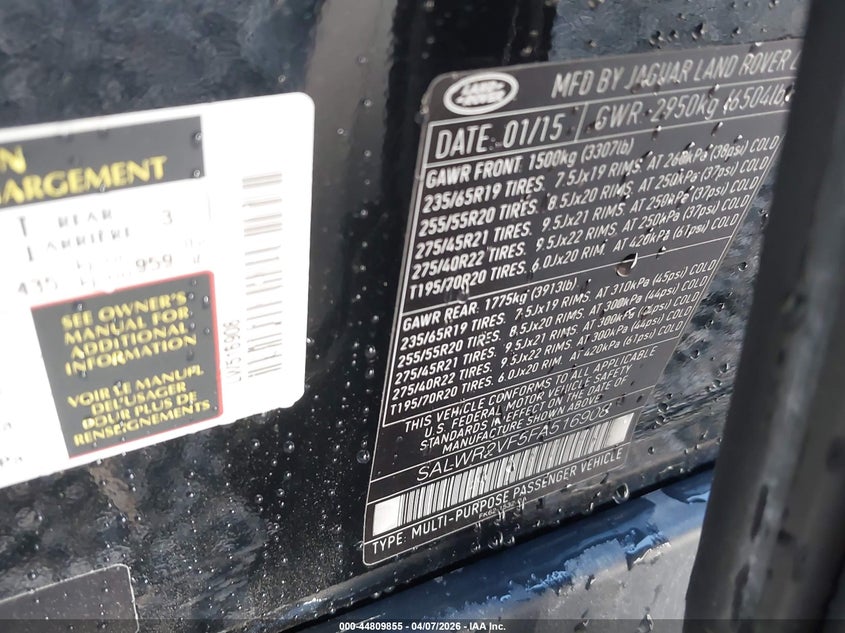 ON
HARGEMENT
REAR
ARRIÈRE
3
435
959
SEE OWNER'S
MANUAL FOR
ADDITIONAL
INFORMATION
VOIR LE MANUEL
DE L'USAGER
POUR PLUS DE
RENSEIGNEMENTS
LW516908
LAND
ROVER
MFD BY JAGUAR LAND ROVER
DATE: 01/15
GWR - 2950kg (6504lb
GAWR FRONT 1500kg (3307lb)
235/65R19 TIRES. 7.5Jx19 RIMS. AT 260kPa (38psi) COLD
255/55R20 TIRES. 8.5Jx20 RIMS. AT 250kPa (37psi) COLD
275/45R21 TIRES. 9.5Jx21 RIMS. AT 250kPa (37psi) COLD
275/40R22 TIRES. 9.5Jx22 RIMS. AT 250kPa (37psi) COLD
T195/70R20 TIRES. 6.0Jx20 RIM. AT 420kPa (61psi) COLD
GAWR REAR. 1775kg (3913lb)
235/65R19 TIRES. 7.5Jx19 RIMS. AT 310kPa (45psi) COLD
255/55R20 TIRES. 8.5Jx20 RIMS. AT 300kPa (44psi) COLD
275/45R21 TIRES. 9.5Jx21 RIMS. AT 300kPa (44psi) COLD
275/40R22 TIRES. 9.5Jx22 RIMS. AT 300kPa (44psi) COLD
T195/70R20 TIRES. 6.0Jx20 RIM. AT 420kPa (61psi) COLD
THIS VEHICLE CONFORMS TO ALL APPLICABLE
U.S. FEDERAL MOTOR VEHICLE SAFETY
STANDARDS IN EFFECT ON THE DATE OF
MANUFACTURE SHOWN ABOVE.
SALWR2VF5FA516908
TYPE: MULTI-PURPOSE PASSENGER VEHICLE
000-44809855 - 04/07/2026 - IAA Inc.